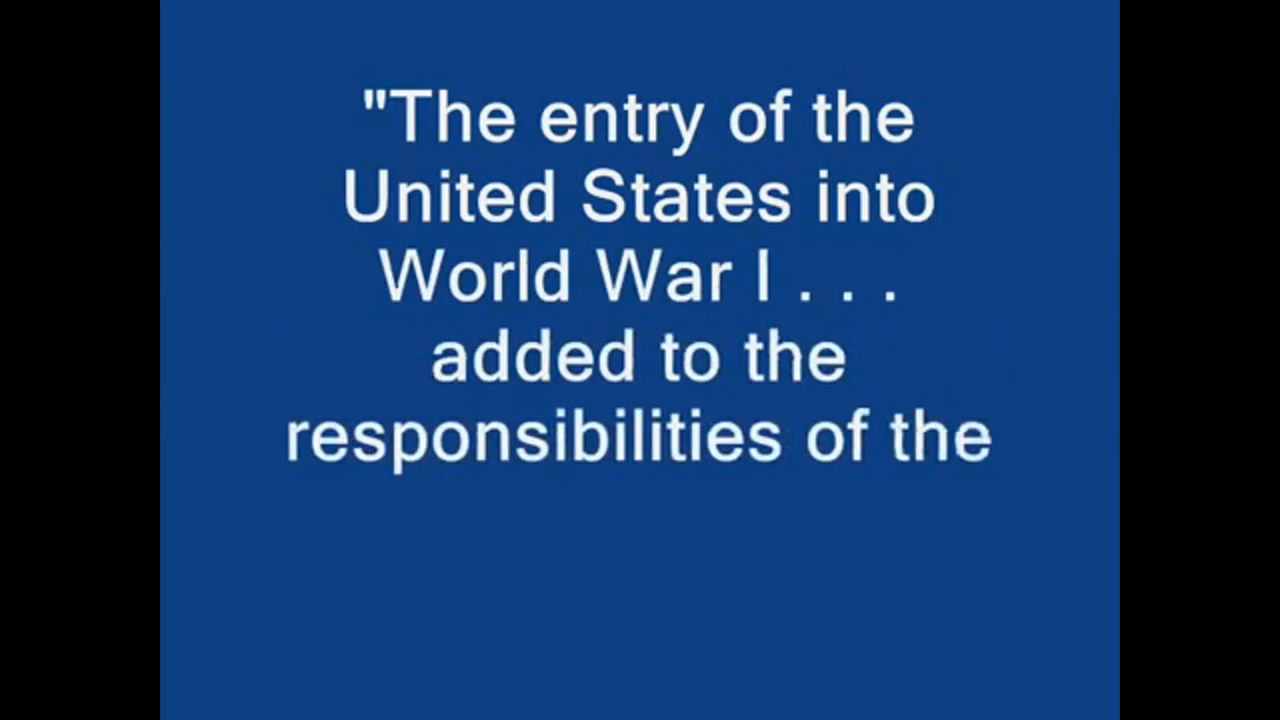 "The entry of the
United States into
World War I . . .
added to the
responsibilities of the